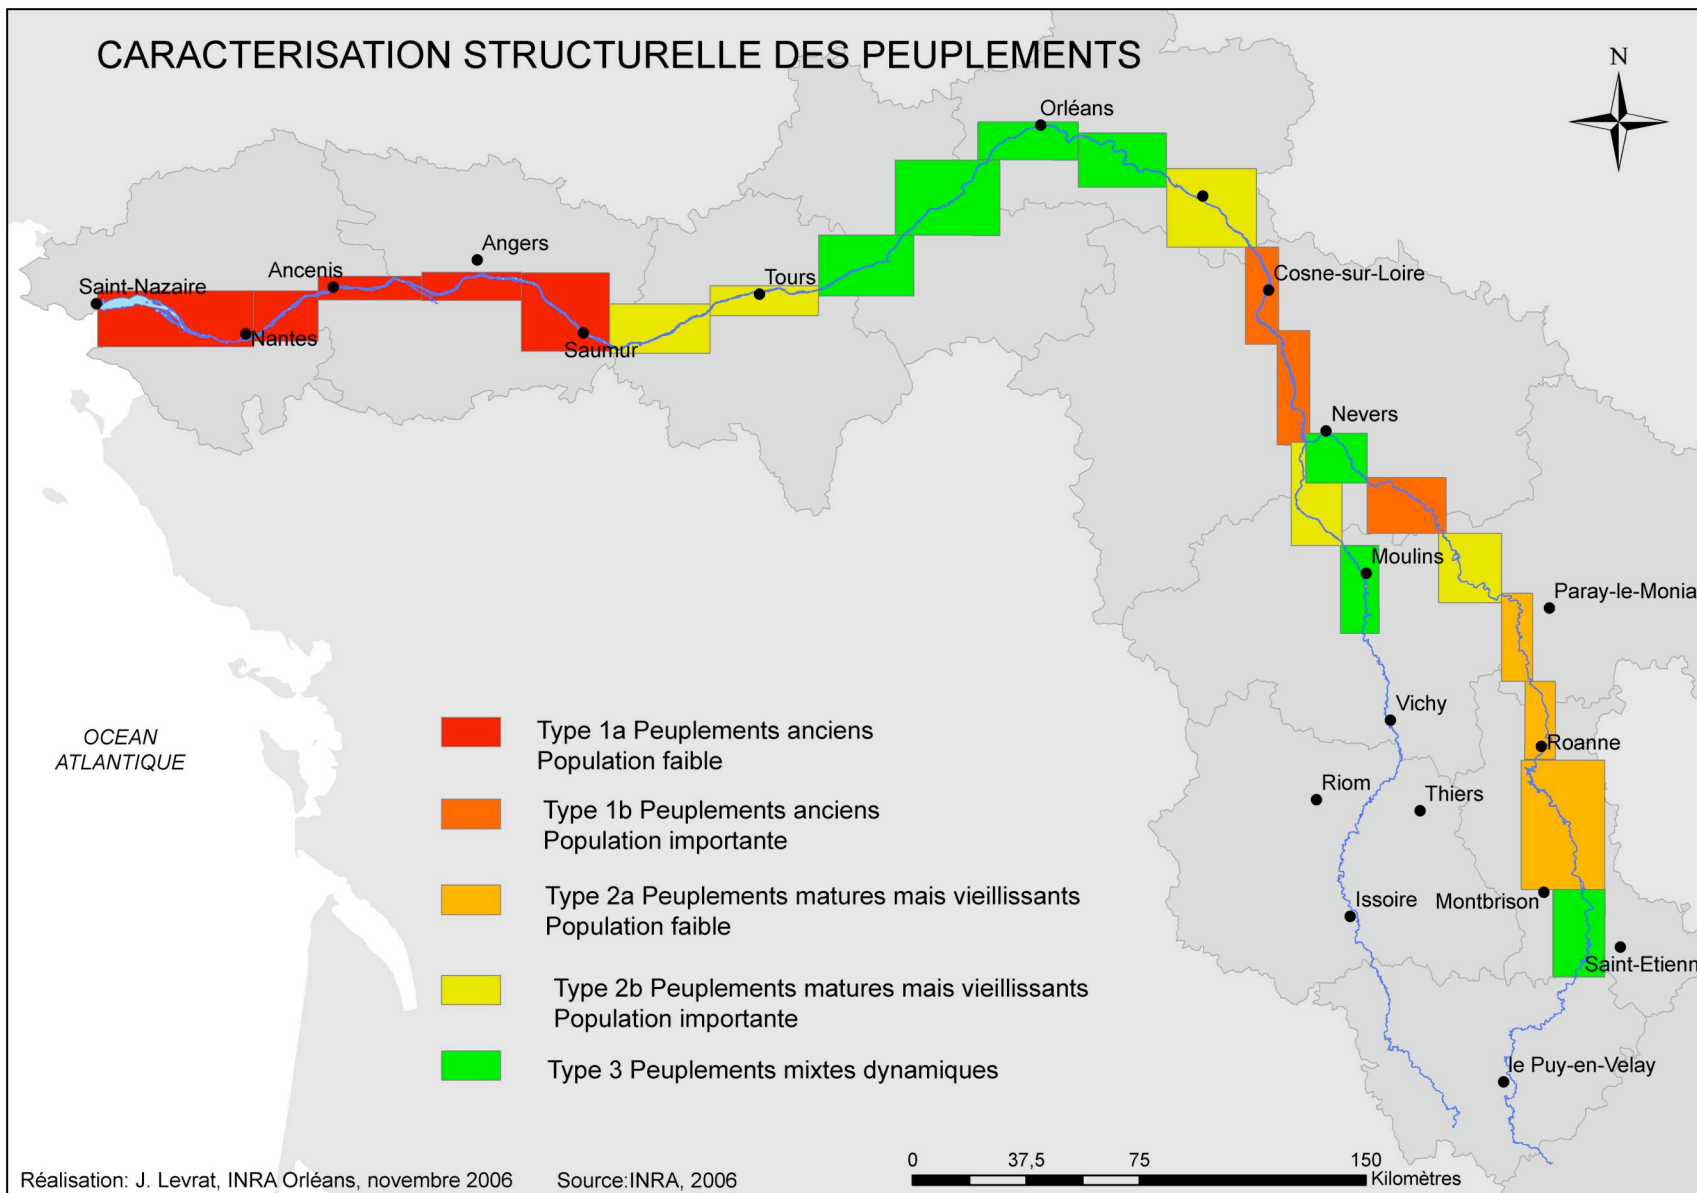 CARACTERISATION STRUCTURELLE DES PEUPLEMENTS
N
Orléans
Angers
Ancenis
Saint-Nazaire
Tours
Cosne-sur-Loire
Nantes
Saumur
Nevers
Moulins
Paray-le-Monia
Vichy
Roanne
Riom
Thiers
Montbrison
Issoire
Saint-Etienn
le Puy-en-Velay
OCEAN
ATLANTIQUE
Type 1a Peuplements anciens
Population faible
Type 1b Peuplements anciens
Population importante
Type 2a Peuplements matures mais vieillissants
Population faible
Type 2b Peuplements matures mais vieillissants
Population importante
Type 3 Peuplements mixtes dynamiques
0 37,5 75 150
Kilomètres
Réalisation: J. Levrat, INRA Orléans, novembre 2006 Source:INRA, 2006